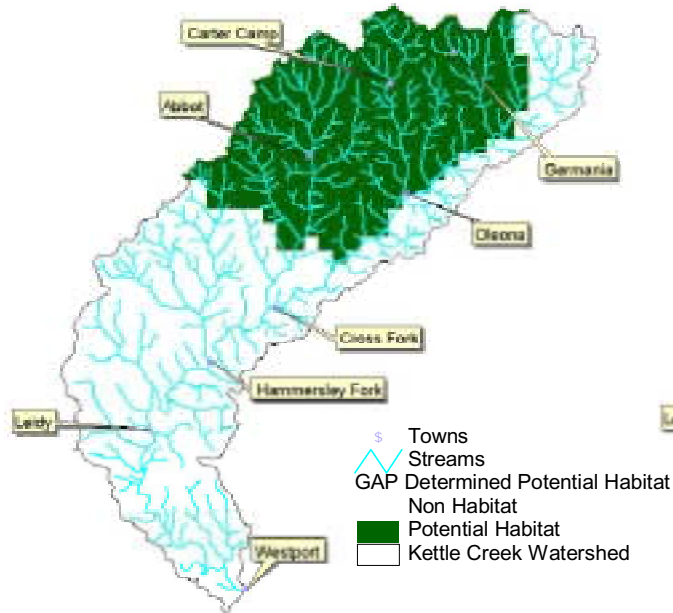 Carter Camp
Abbot
Germania
Oleona
Cross Fork
Hammersley Fork
Leidy
Westport
$ Towns
Streams
GAP Determined Potential Habitat
Non Habitat
Potential Habitat
Kettle Creek Watershed